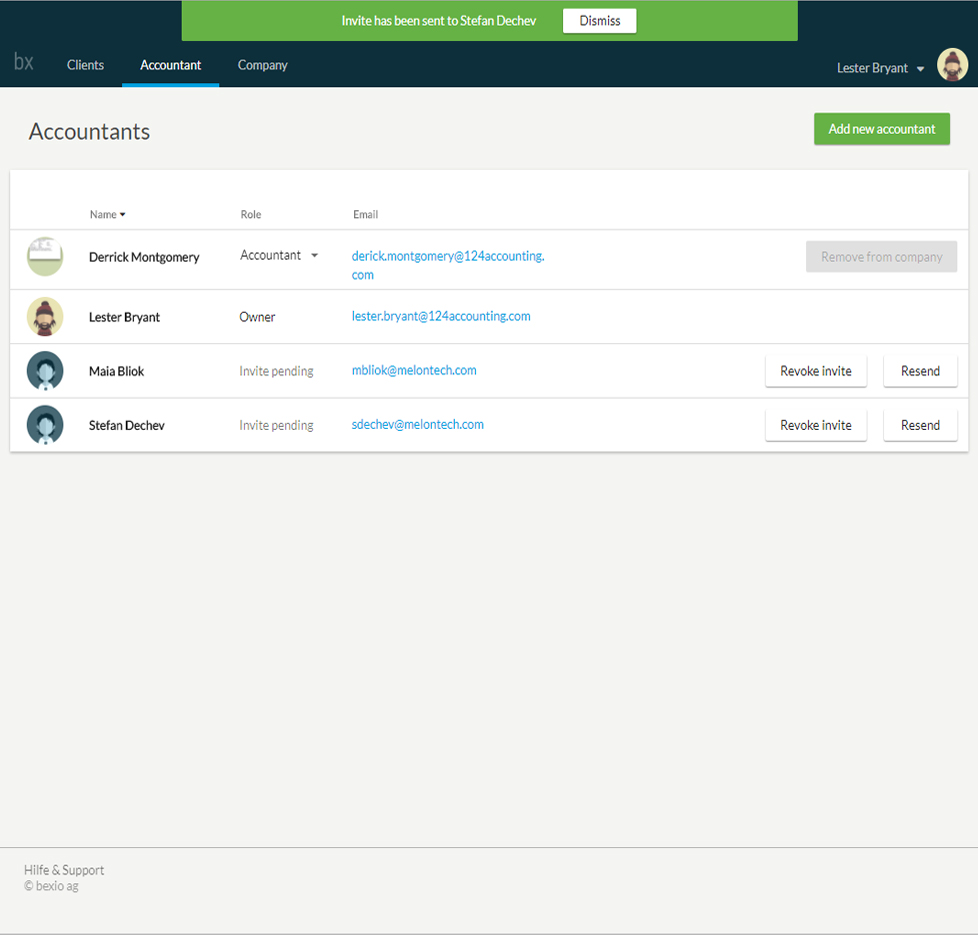 Invite has been sent to Stefan Dechev Dismiss
bx Clients Accountant Company Lester Bryant
Accountants Add new accountant
Name Role Email
Derrick Montgomery Accountant derick.montgomery@124accounting. Remove from company
com
Lester Bryant Owner lester.bryant@124accounting.com
Maia Bliok Invite pending mbliok@melontech.com Revoke invite Resend
Stefan Dechev Invite pending sdechev@melontech.com Revoke invite Resend
Hilfe & Support
© bexio ag